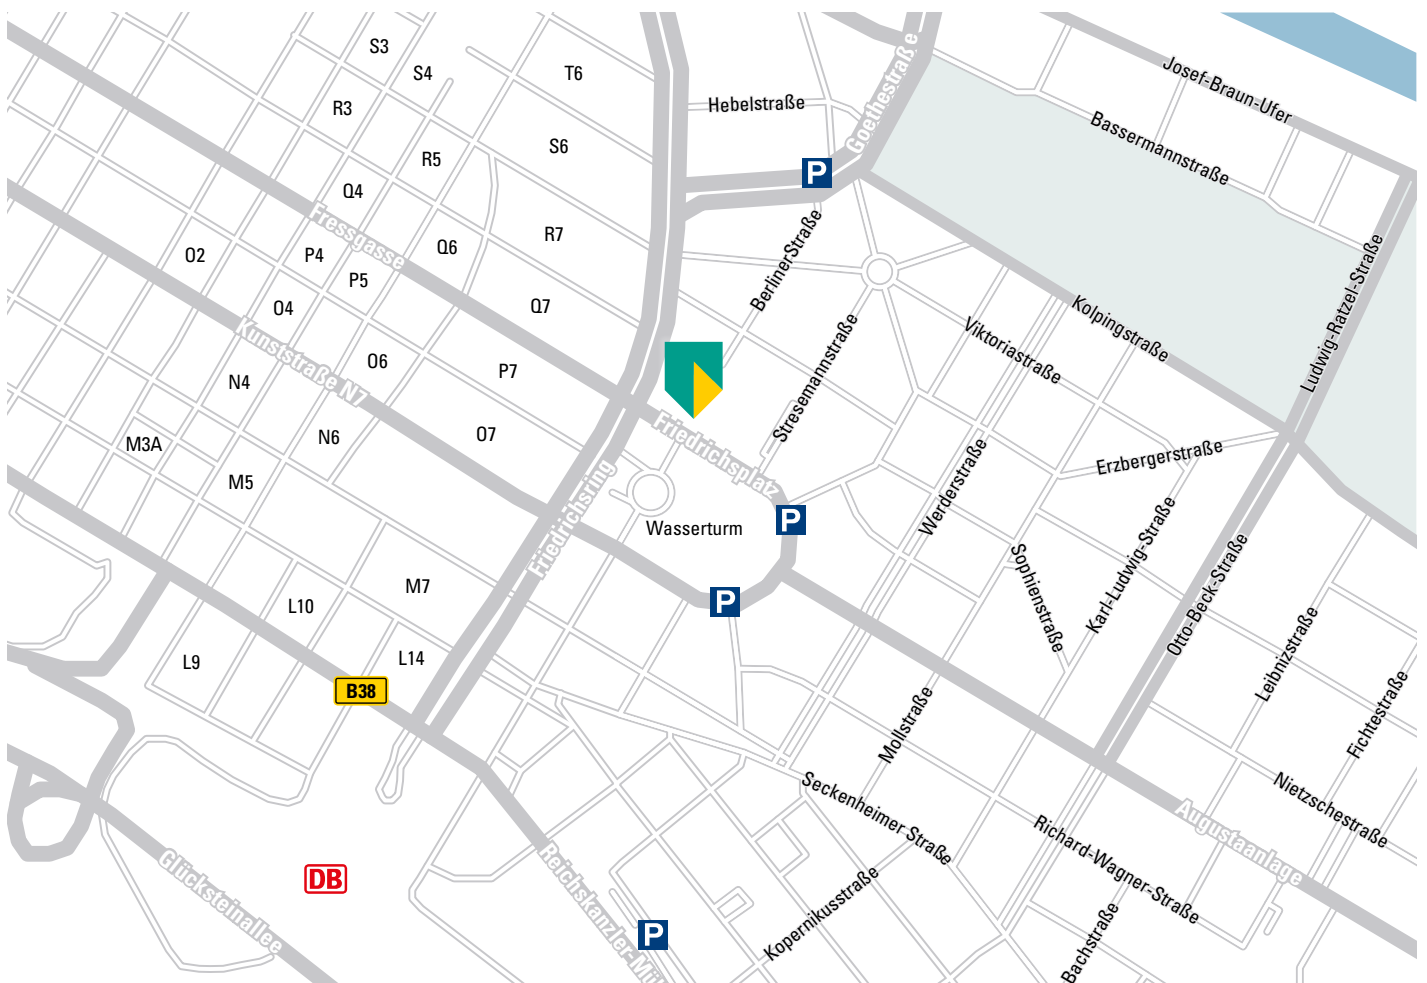 S3
S4
T6
Josef-Braun-Ufer
Hebelstraße
Goethestraße
R3
Bassermannstraße
S6
R5
P
Q4
Fressgasse
BerlinerStraße
R7
Q6
O2
P4
P5
Ludwig-Ratzel-Straße
O4
Q7
Kolpingstraße
Viktoriastraße
Kunststraße N7
Stresemannstraße
O6
P7
N4
O7
N6
M3A
Friedrichsplatz
Erzbergerstraße
M5
Werderstraße
Friedrichsring
Wasserturm
P
Karl-Ludwig-Straße
Sophienstraße
Otto-Beck-Straße
M7
P
L10
Leibnizstraße
L9
L14
B38
Mollstraße
Fichtestraße
Seckenheimer Straße
Nietzschestraße
Richard-Wagner-Straße
Augustaanlage
Glücksteinallee
DB
Reichskanzler-Mü
Kopernikusstraße
P
Bachstraße